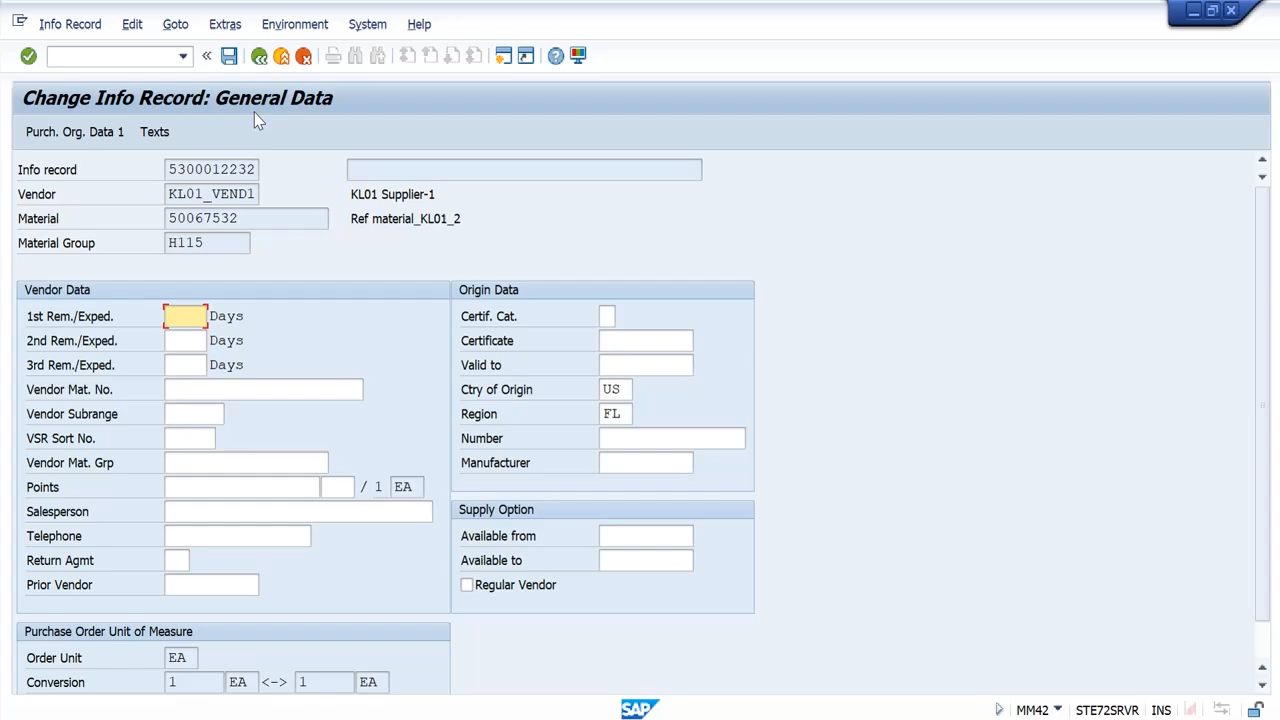 Info Record Edit Goto Extras Environment System Help
Change Info Record: General Data
Purch. Org. Data 1 Texts
Info record 5300012232
Vendor KL01_VEND1 KL01 Supplier-1
Material 50067532 Ref material_KL01_2
Material Group H115
Vendor Data
1st Rem./Exped. Days
2nd Rem./Exped. Days
3rd Rem./Exped. Days
Vendor Mat. No.
Vendor Subrange
VSR Sort No.
Vendor Mat. Grp
Points / 1 EA
Salesperson
Telephone
Return Agmt
Prior Vendor
Origin Data
Certif. Cat.
Certificate
Valid to
Ctry of Origin US
Region FL
Number
Manufacturer
Supply Option
Available from
Available to
Regular Vendor
Purchase Order Unit of Measure
Order Unit EA
Conversion 1 EA <-> 1 EA
SAP MM42 STE72SRVR INS